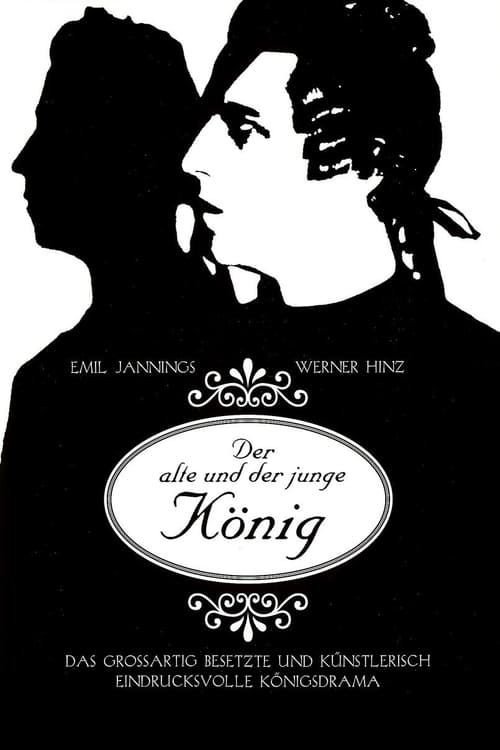 EMIL JANNINGS WERNER HINZ
Der
alte und der junge
König
DAS GROSSARTIG BESETZTE UND KÜNSTLERISCH
EINDRUCKSVOLLE KÖNIGSDRAMA